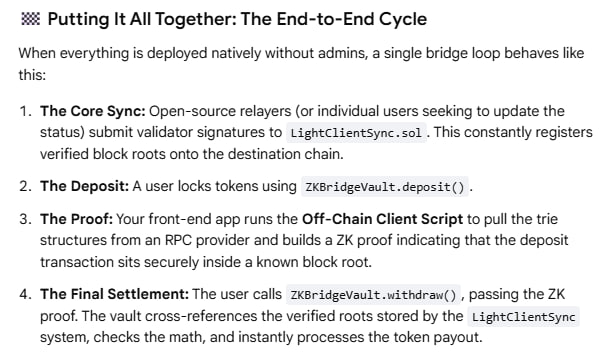 🏁 Putting It All Together: The End-to-End Cycle
When everything is deployed natively without admins, a single bridge loop behaves like
this:
1. The Core Sync: Open-source relayers (or individual users seeking to update the
status) submit validator signatures to LightClientSync.sol. This constantly registers
verified block roots onto the destination chain.
2. The Deposit: A user locks tokens using ZKBridgeVault.deposit().
3. The Proof: Your front-end app runs the Off-Chain Client Script to pull the trie
structures from an RPC provider and builds a ZK proof indicating that the deposit
transaction sits securely inside a known block root.
4. The Final Settlement: The user calls ZKBridgeVault.withdraw(), passing the ZK
proof. The vault cross-references the verified roots stored by the LightClientSync
system, checks the math, and instantly processes the token payout.